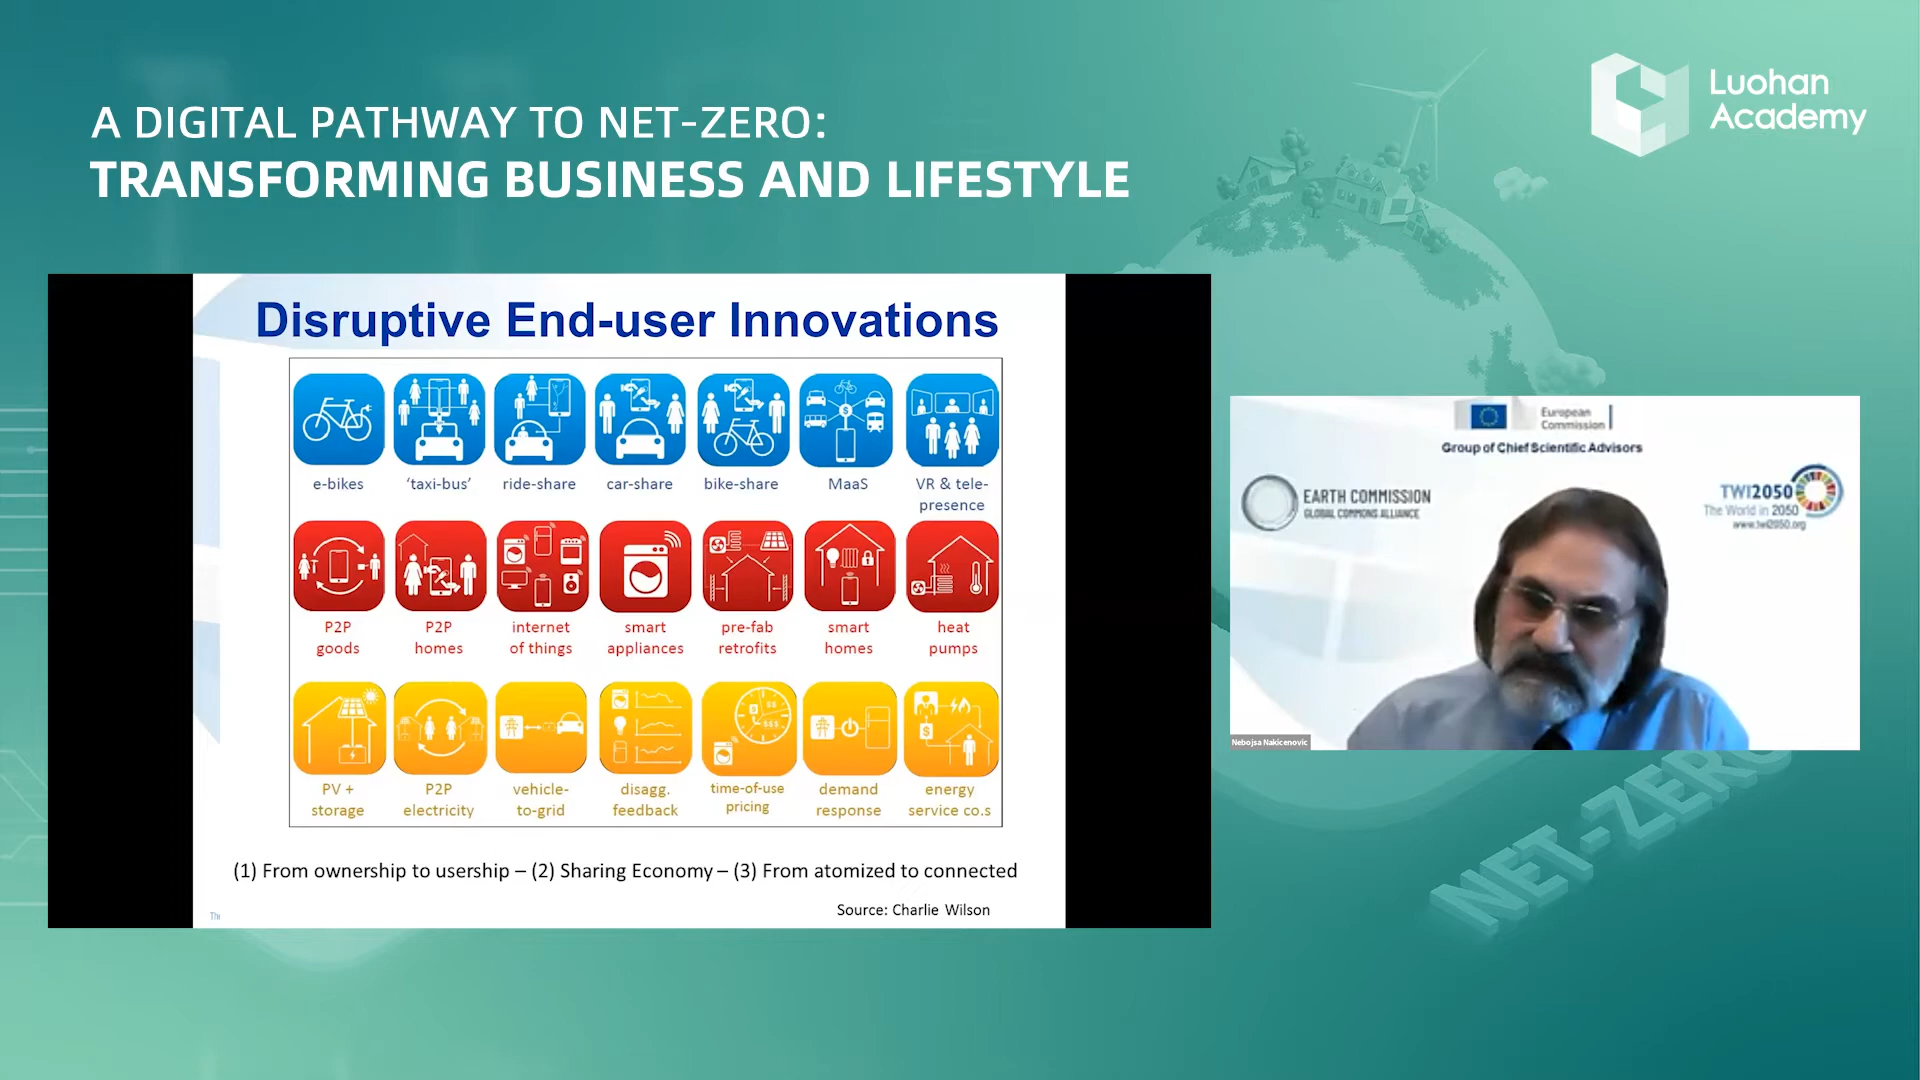 A DIGITAL PATHWAY TO NET-ZERO:
TRANSFORMING BUSINESS AND LIFESTYLE
Luohan
Academy
Disruptive End-user Innovations
e-bikes
‘taxi-bus’
ride-share
car-share
bike-share
MaaS
VR & tele-
presence
P2P
goods
P2P
homes
internet
of things
smart
appliances
pre-fab
retrofits
smart
homes
heat
pumps
PV +
storage
P2P
electricity
vehicle-
to-grid
disagg.
feedback
time-of-use
pricing
demand
response
energy
service co.s
(1) From ownership to usership – (2) Sharing Economy – (3) From atomized to connected
Source: Charlie Wilson
European
Commission
Group of Chief Scientific Advisors
EARTH COMMISSION
GLOBAL COMMONS ALLIANCE
TWI2050
The World in 2050
www.twi2050.org
Nebojsa Nakicenovic
NET-ZERO